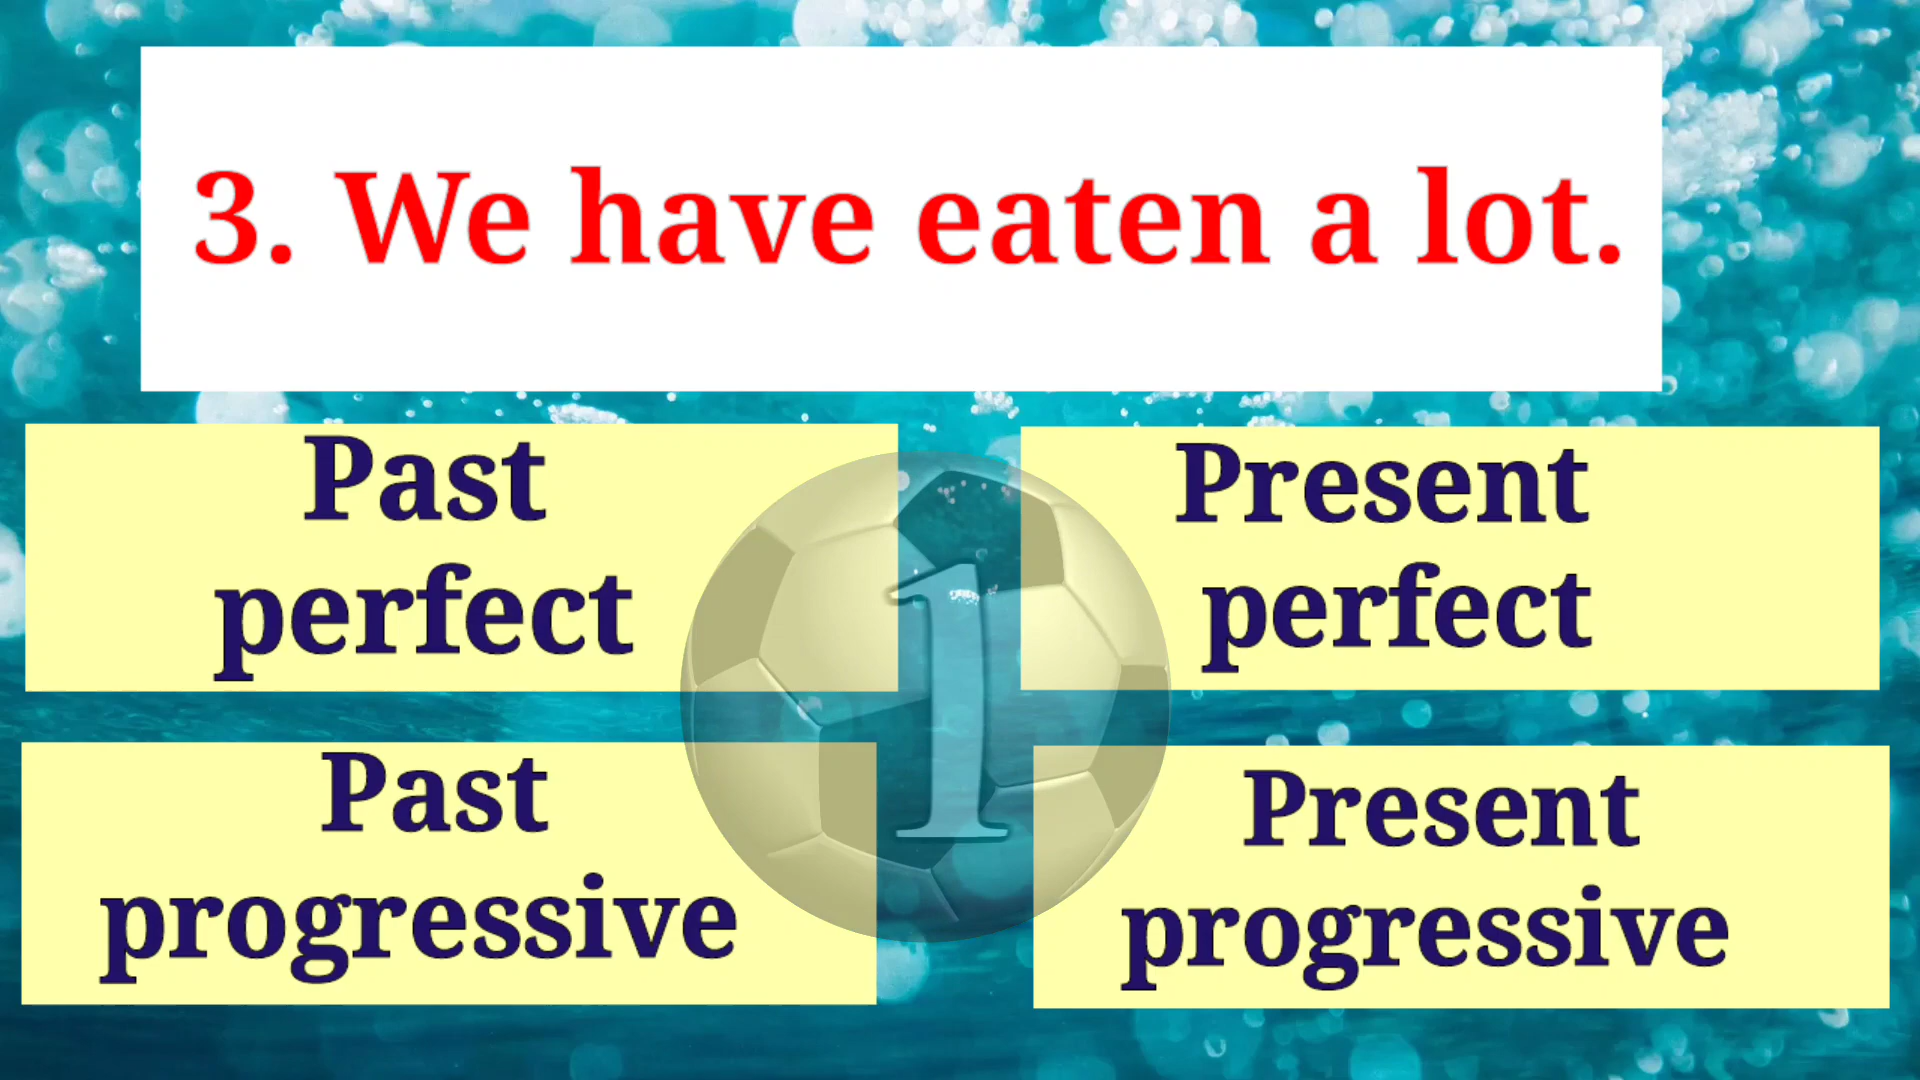 3. We have eaten a lot.
Past
perfect
Present
perfect
1
Past
progressive
Present
progressive